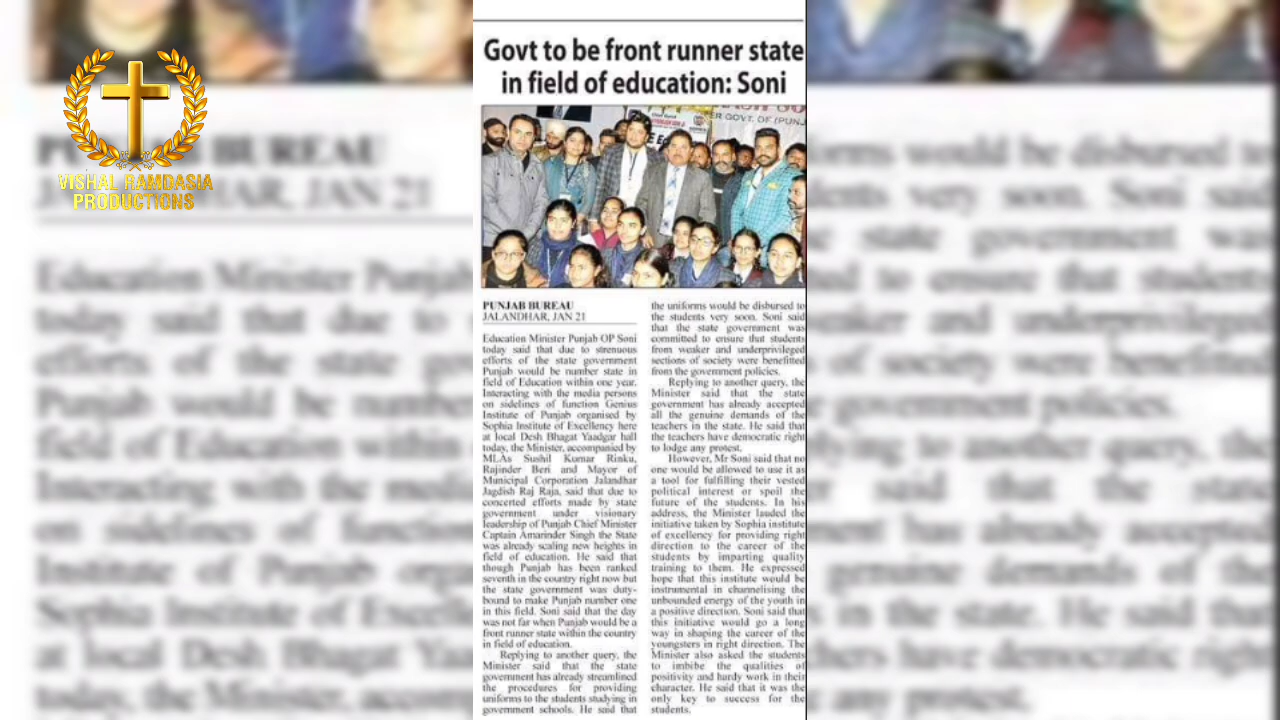 VISHAL RAMDASIA
PRODUCTIONS
Govt to be front runner state
in field of education: Soni
ER GOVT. OF (PUNJ
PUNJAB BUREAU
JALANDHAR, JAN 21
Education Minister Punjab OP Soni
today said that due to strenuous
efforts of the state government
Punjab would be number state in
field of Education within one year.
Interacting with the media persons
on sidelines of function Genius
Institute of Punjab organised by
Sophia Institute of Excellency here
at local Desh Bhagat Yaadgar hall
today, the Minister, accompanied by
MLAs Sushil Kumar Rinku,
Rajinder Beri and Mayor of
Municipal Corporation Jalandhar
Jagdish Raj Raja, said that due to
concerted efforts made by state
government under visionary
leadership of Punjab Chief Minister
Captain Amarinder Singh the State
was already scaling new heights in
field of education. He said that
though Punjab has been ranked
seventh in the country right now but
the state government was duty-
bound to make Punjab number one
in this field. Soni said that the day
was not far when Punjab would be a
front runner state within the country
in field of education.
Replying to another query, the
Minister said that the state
government has already streamlined
the procedures for providing
uniforms to the students studying in
government schools. He said that
the uniforms would be disbursed to
the students very soon. Soni said
that the state government was
committed to ensure that students
from weaker and underprivileged
sections of society were benefitted
from the government policies.
Replying to another query, the
Minister said that the state
government has already accepted
all the genuine demands of the
teachers in the state. He said that
the teachers have democratic right
to lodge any protest.
However, Mr Soni said that no
one would be allowed to use it as
a tool for fulfilling their vested
political interest or spoil the
future of the students. In his
address, the Minister lauded the
initiative taken by Sophia institute
of excellency for providing right
direction to the career of the
students by imparting quality
training to them. He expressed
hope that this institute would be
instrumental in channelising the
unbounded energy of the youth in
a positive direction. Soni said that
this initiative would go a long
way in shaping the career of the
youngsters in right direction. The
Minister also asked the students
to imbibe the qualities of
positivity and hardy work in their
character. He said that it was the
only key to success for the
students.